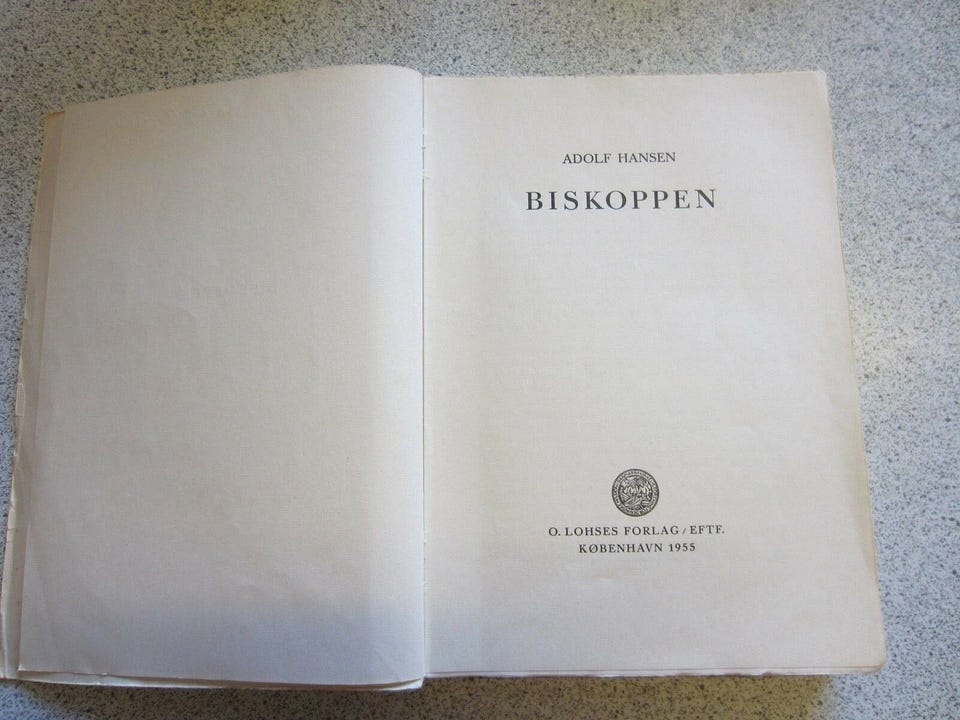 ADOLF HANSEN
BISKOPPEN
O. LOHSES FORLAG / EFTF.
KØBENHAVN 1955